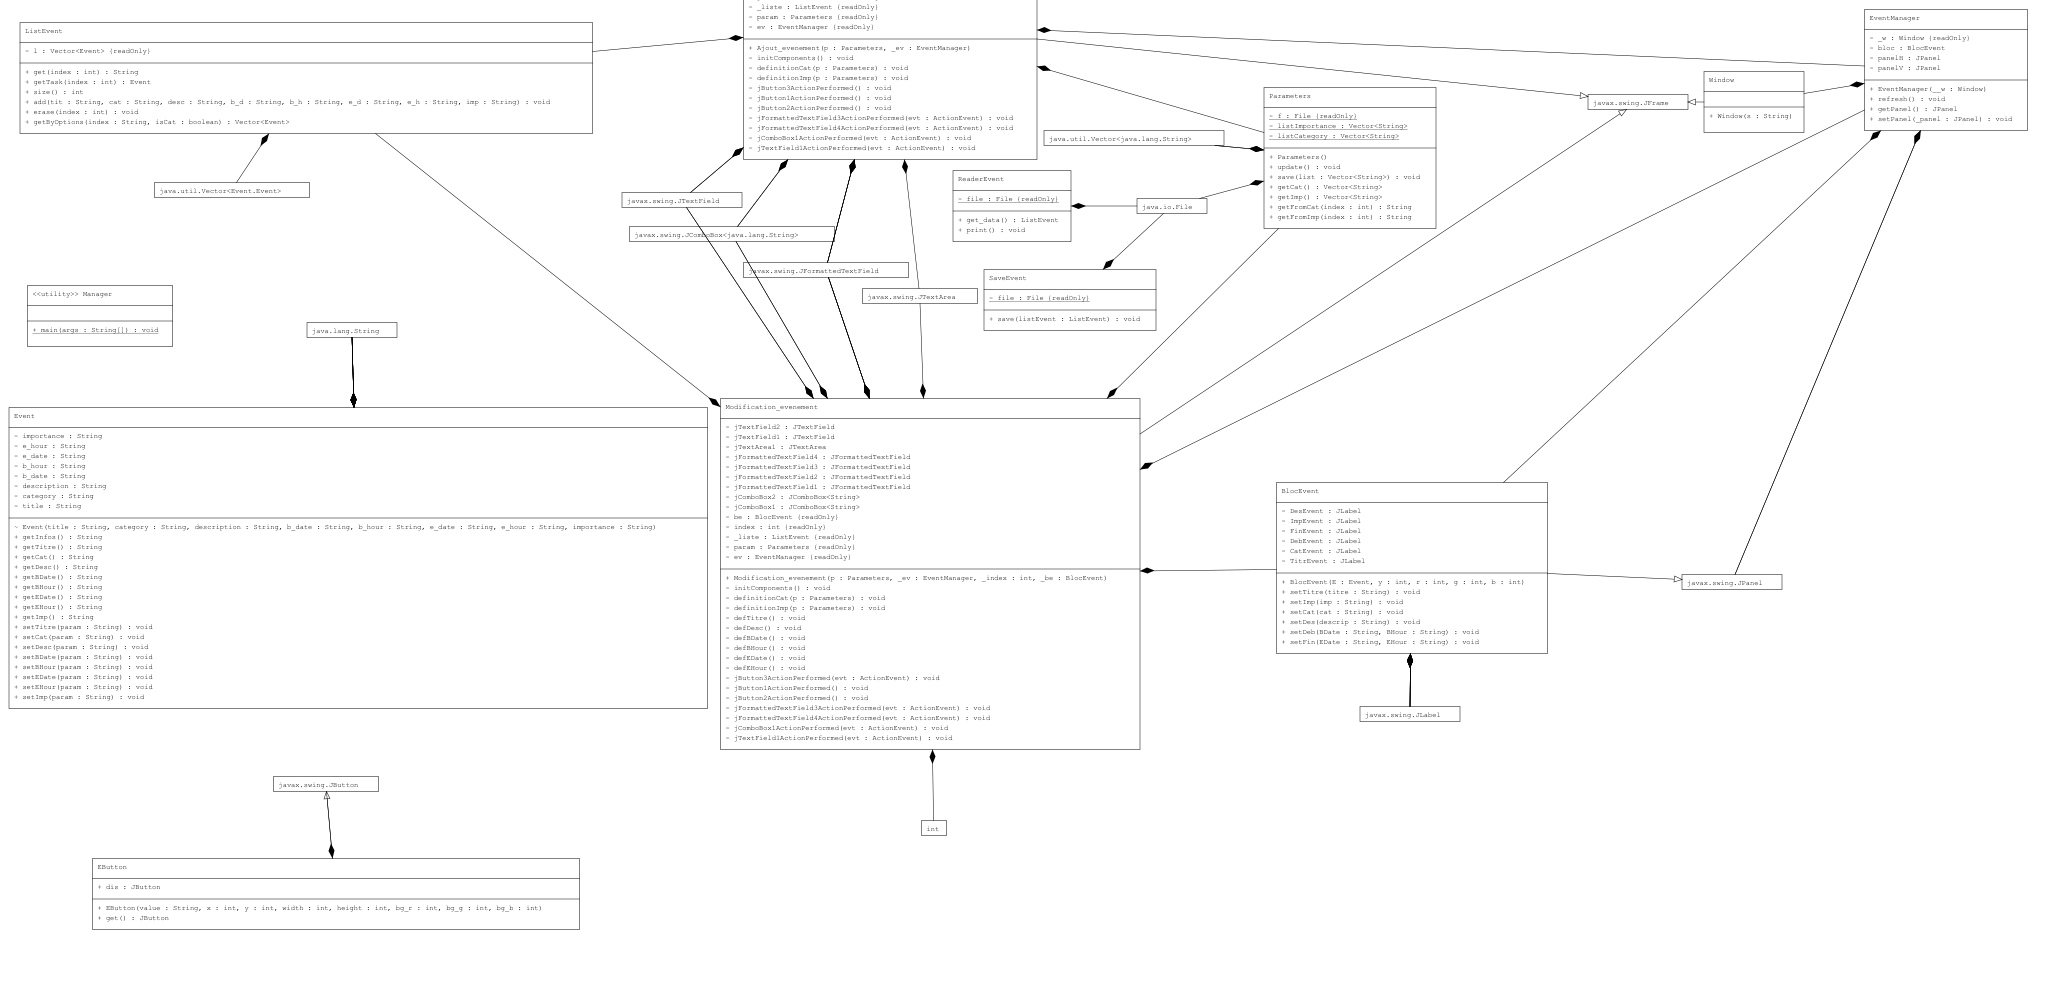 ListEvent
- l : Vector<Event> {readOnly}
+ get(index : int) : String
+ getTask(index : int) : Event
+ size() : int
+ add(tit : String, cat : String, desc : String, b_d : String, b_h : String, e_d : String, e_h : String, imp : String) : void
+ erase(index : int) : void
+ getByOptions(index : String, isCat : boolean) : Vector<Event>
java.util.Vector<Event.Event>
- _liste : ListEvent {readOnly}
- param : Parameters {readOnly}
- ev : EventManager {readOnly}
+ Ajout_evenement(p : Parameters, _ev : EventManager)
- initComponents() : void
- definitionCat(p : Parameters) : void
- definitionImp(p : Parameters) : void
- jButton3ActionPerformed() : void
- jButton1ActionPerformed() : void
- jButton2ActionPerformed() : void
- jFormattedTextField3ActionPerformed(evt : ActionEvent) : void
- jFormattedTextField4ActionPerformed(evt : ActionEvent) : void
- jComboBox1ActionPerformed(evt : ActionEvent) : void
- jTextField1ActionPerformed(evt : ActionEvent) : void
EventManager
- _w : Window {readOnly}
- bloc : BlocEvent
- panelH : JPanel
- panelV : JPanel
+ EventManager(__w : Window)
+ refresh() : void
+ getPanel() : JPanel
+ setPanel(_panel : JPanel) : void
Window
+ Window(s : String)
javax.swing.JFrame
Parameters
- f : File {readOnly}
- listImportance : Vector<String>
- listCategory : Vector<String>
+ Parameters()
+ update() : void
+ save(list : Vector<String>) : void
+ getCat() : Vector<String>
+ getImp() : Vector<String>
+ getFromCat(index : int) : String
+ getFromImp(index : int) : String
java.util.Vector<java.lang.String>
ReaderEvent
- file : File {readOnly}
+ get_data() : ListEvent
+ print() : void
java.io.File
SaveEvent
- file : File {readOnly}
+ save(listEvent : ListEvent) : void
javax.swing.JTextField
javax.swing.JComboBox<java.lang.String>
javax.swing.JFormattedTextField
javax.swing.JTextArea
<<utility>> Manager
+ main(args : String[]) : void
java.lang.String
Event
- importance : String
- e_hour : String
- e_date : String
- b_hour : String
- b_date : String
- description : String
- category : String
- title : String
~ Event(title : String, category : String, description : String, b_date : String, b_hour : String, e_date : String, e_hour : String, importance : String)
+ getInfos() : String
+ getTitre() : String
+ getCat() : String
+ getDesc() : String
+ getBDate() : String
+ getBHour() : String
+ getEDate() : String
+ getEHour() : String
+ getImp() : String
+ setTitre(param : String) : void
+ setCat(param : String) : void
+ setDesc(param : String) : void
+ setBDate(param : String) : void
+ setBHour(param : String) : void
+ setEDate(param : String) : void
+ setEHour(param : String) : void
+ setImp(param : String) : void
Modification_evenement
- jTextField2 : JTextField
- jTextField1 : JTextField
- jTextArea1 : JTextArea
- jFormattedTextField4 : JFormattedTextField
- jFormattedTextField3 : JFormattedTextField
- jFormattedTextField2 : JFormattedTextField
- jFormattedTextField1 : JFormattedTextField
- jComboBox2 : JComboBox<String>
- jComboBox1 : JComboBox<String>
- be : BlocEvent {readOnly}
- index : int {readOnly}
- _liste : ListEvent {readOnly}
- param : Parameters {readOnly}
- ev : EventManager {readOnly}
+ Modification_evenement(p : Parameters, _ev : EventManager, _index : int, _be : BlocEvent)
- initComponents() : void
- definitionCat(p : Parameters) : void
- definitionImp(p : Parameters) : void
- defTitre() : void
- defDesc() : void
- defBDate() : void
- defBHour() : void
- defEDate() : void
- defEHour() : void
- jButton3ActionPerformed(evt : ActionEvent) : void
- jButton1ActionPerformed() : void
- jButton2ActionPerformed() : void
- jFormattedTextField3ActionPerformed(evt : ActionEvent) : void
- jFormattedTextField4ActionPerformed(evt : ActionEvent) : void
- jComboBox1ActionPerformed(evt : ActionEvent) : void
- jTextField1ActionPerformed(evt : ActionEvent) : void
BlocEvent
- DesEvent : JLabel
- ImpEvent : JLabel
- FinEvent : JLabel
- DebEvent : JLabel
- CatEvent : JLabel
- TitrEvent : JLabel
+ BlocEvent(E : Event, y : int, r : int, g : int, b : int)
+ setTitre(titre : String) : void
+ setImp(imp : String) : void
+ setCat(cat : String) : void
+ setDes(descrip : String) : void
+ setDeb(BDate : String, BHour : String) : void
+ setFin(EDate : String, EHour : String) : void
javax.swing.JPanel
javax.swing.JLabel
int
javax.swing.JButton
EButton
+ dis : JButton
+ EButton(value : String, x : int, y : int, width : int, height : int, bg_r : int, bg_g : int, bg_b : int)
+ get() : JButton